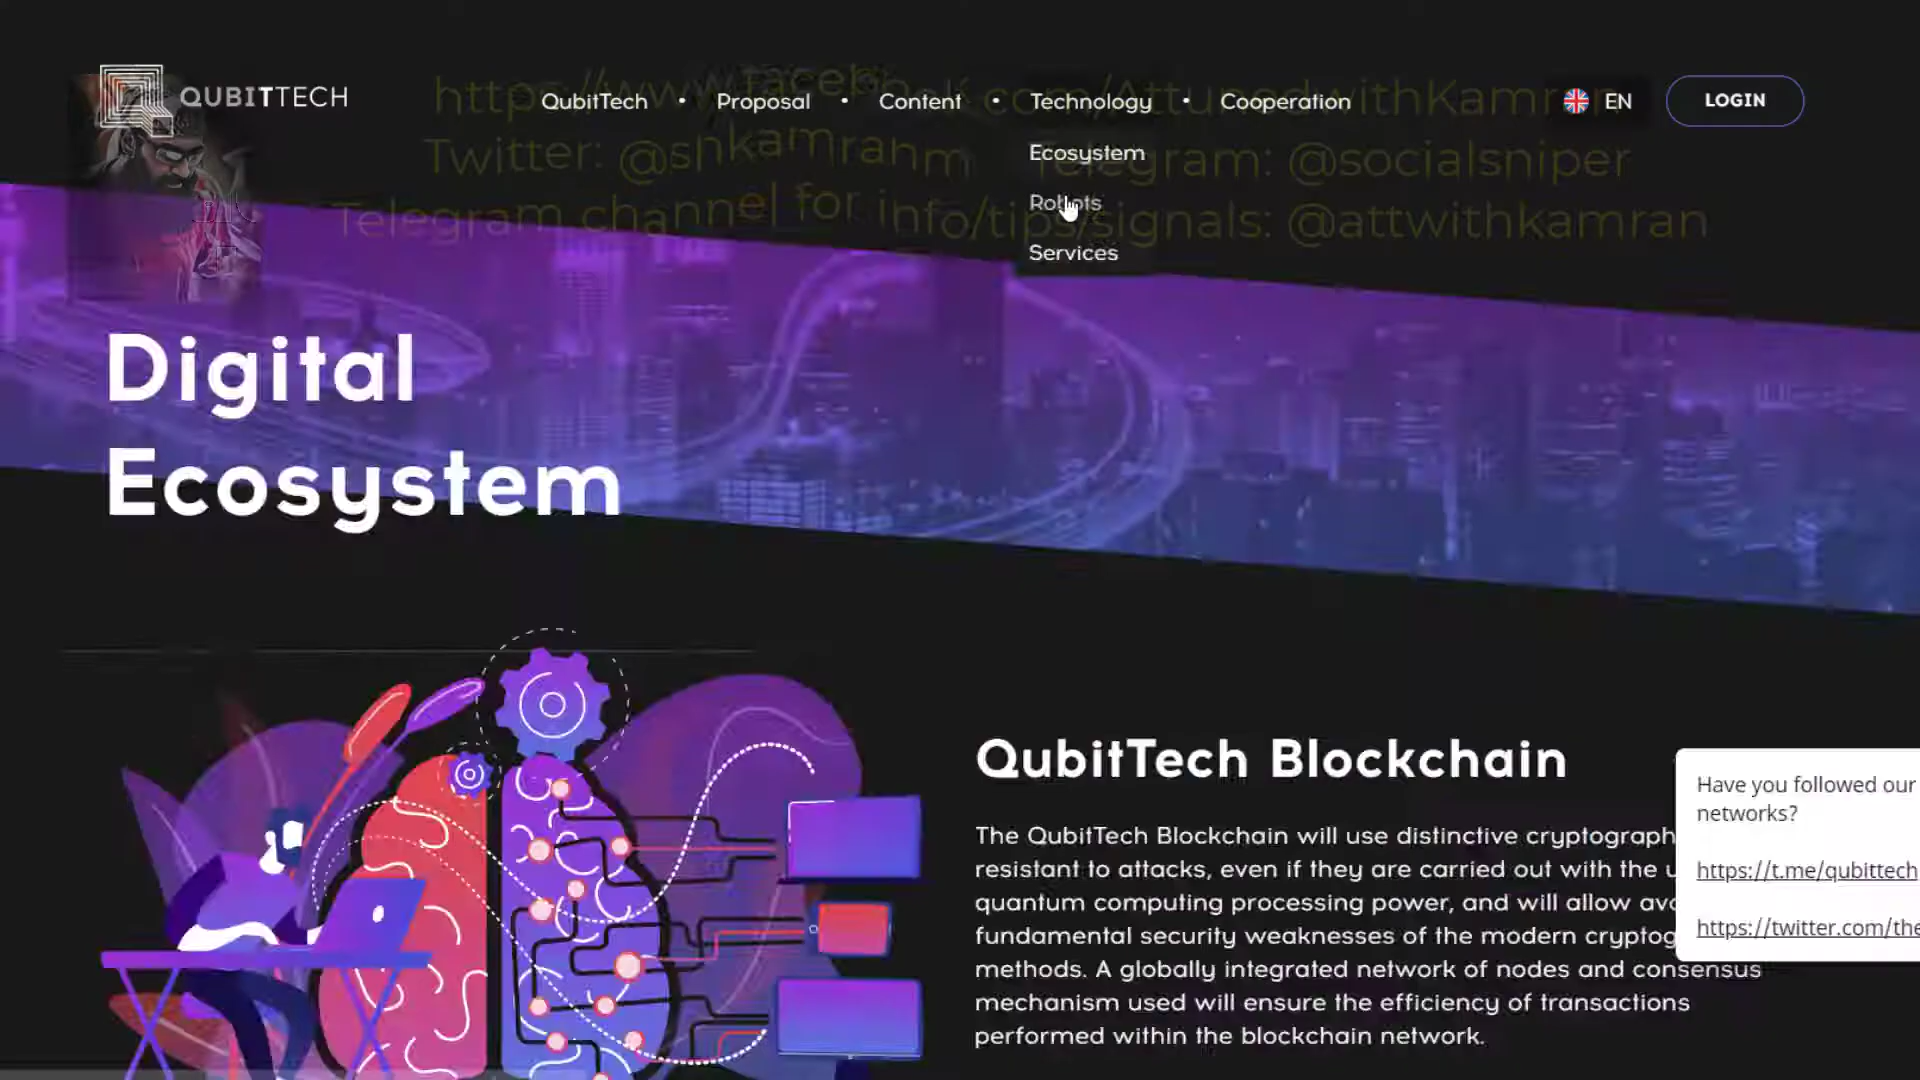 QUBITTECH
QubitTech • Proposal • Content • Technology • Cooperation
EN
LOGIN
Ecosystem
Robots
Services
Twitter: @shkamranm Telegram: @socialsniper
Telegram channel for info/tips/signals: @attwithkamran
Digital
Ecosystem
QubitTech Blockchain
The QubitTech Blockchain will use distinctive cryptograph
resistant to attacks, even if they are carried out with the u
quantum computing processing power, and will allow avo
fundamental security weaknesses of the modern cryptog
methods. A globally integrated network of nodes and consensus
mechanism used will ensure the efficiency of transactions
performed within the blockchain network.
Have you followed our
networks?
https://t.me/qubittech
https://twitter.com/the